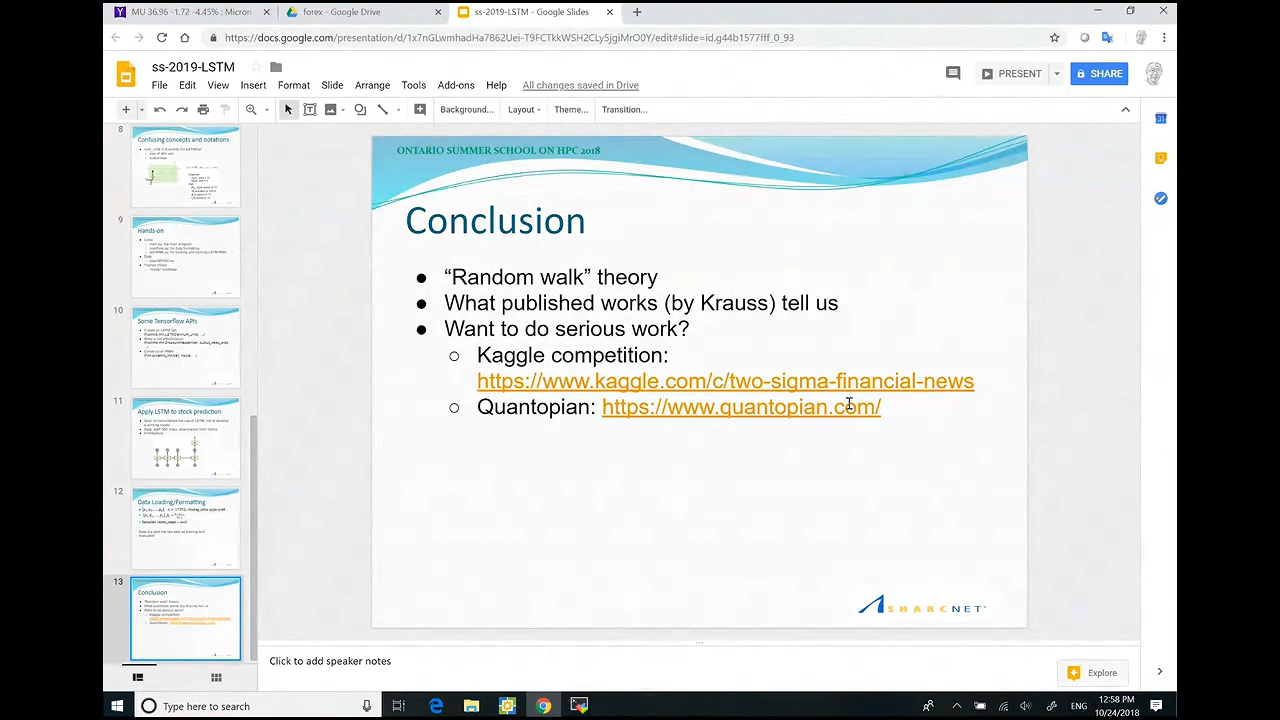 MU 36.96 -1.72 -4.45% : Micron
forex - Google Drive
ss-2019-LSTM - Google Slides
https://docs.google.com/presentation/d/1x7nGLwmhadHa7862Uei-T9FCTkkWSH2CLy5jgiMrO0Y/edit#slide=id.g44b1577fff_0_93
ss-2019-LSTM
File Edit View Insert Format Slide Arrange Tools Add-ons Help All changes saved in Drive
PRESENT
SHARE
Background... Layout Theme... Transition...
8
Confusing concepts and notations
9
Hands-on
10
Some Tensorflow APIs
11
Apply LSTM to stock prediction
12
Data Loading/Formatting
13
Conclusion
ONTARIO SUMMER SCHOOL ON HPC 2018
Conclusion
● “Random walk” theory
● What published works (by Krauss) tell us
● Want to do serious work?
○ Kaggle competition:
https://www.kaggle.com/c/two-sigma-financial-news
○ Quantopian: https://www.quantopian.com/
SHARCNET
Click to add speaker notes
Explore
Type here to search
ENG
12:58 PM
10/24/2018